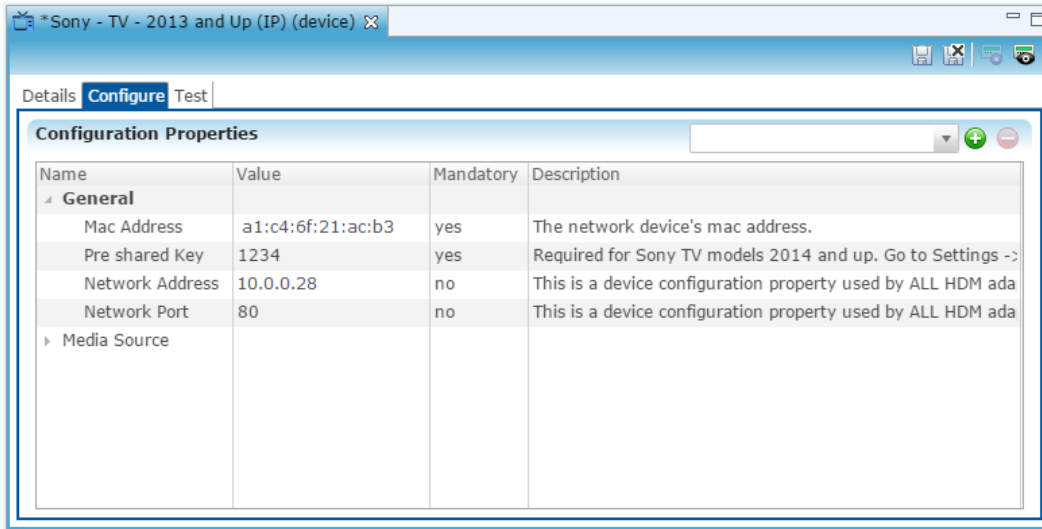 *Sony - TV - 2013 and Up (IP) (device)
Details Configure Test
Configuration Properties
Name Value Mandatory Description
General
Mac Address a1:c4:6f:21:ac:b3 yes The network device's mac address.
Pre shared Key 1234 yes Required for Sony TV models 2014 and up. Go to Settings ->
Network Address 10.0.0.28 no This is a device configuration property used by ALL HDM ada
Network Port 80 no This is a device configuration property used by ALL HDM ada
Media Source